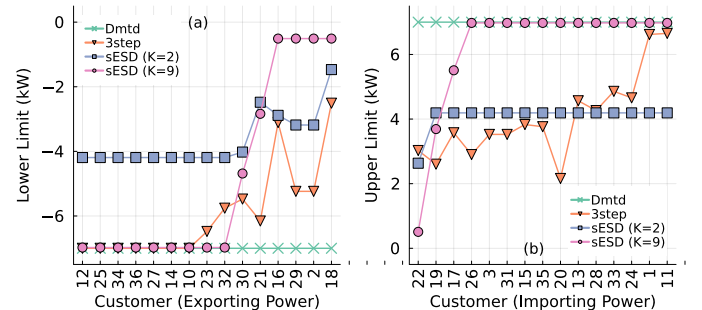 (a)
Dmtd
3step
sESD (K=2)
sESD (K=9)
0
−2
−4
−6
Lower Limit (kW)
12 25 34 36 27 14 10 23 32 30 21 16 29 2 18
Customer (Exporting Power)
6
4
2
0
Upper Limit (kW)
Dmtd
3step
sESD (K=2)
sESD (K=9)
(b)
22 19 17 26 3 31 15 35 20 13 28 33 24 1 11
Customer (Importing Power)